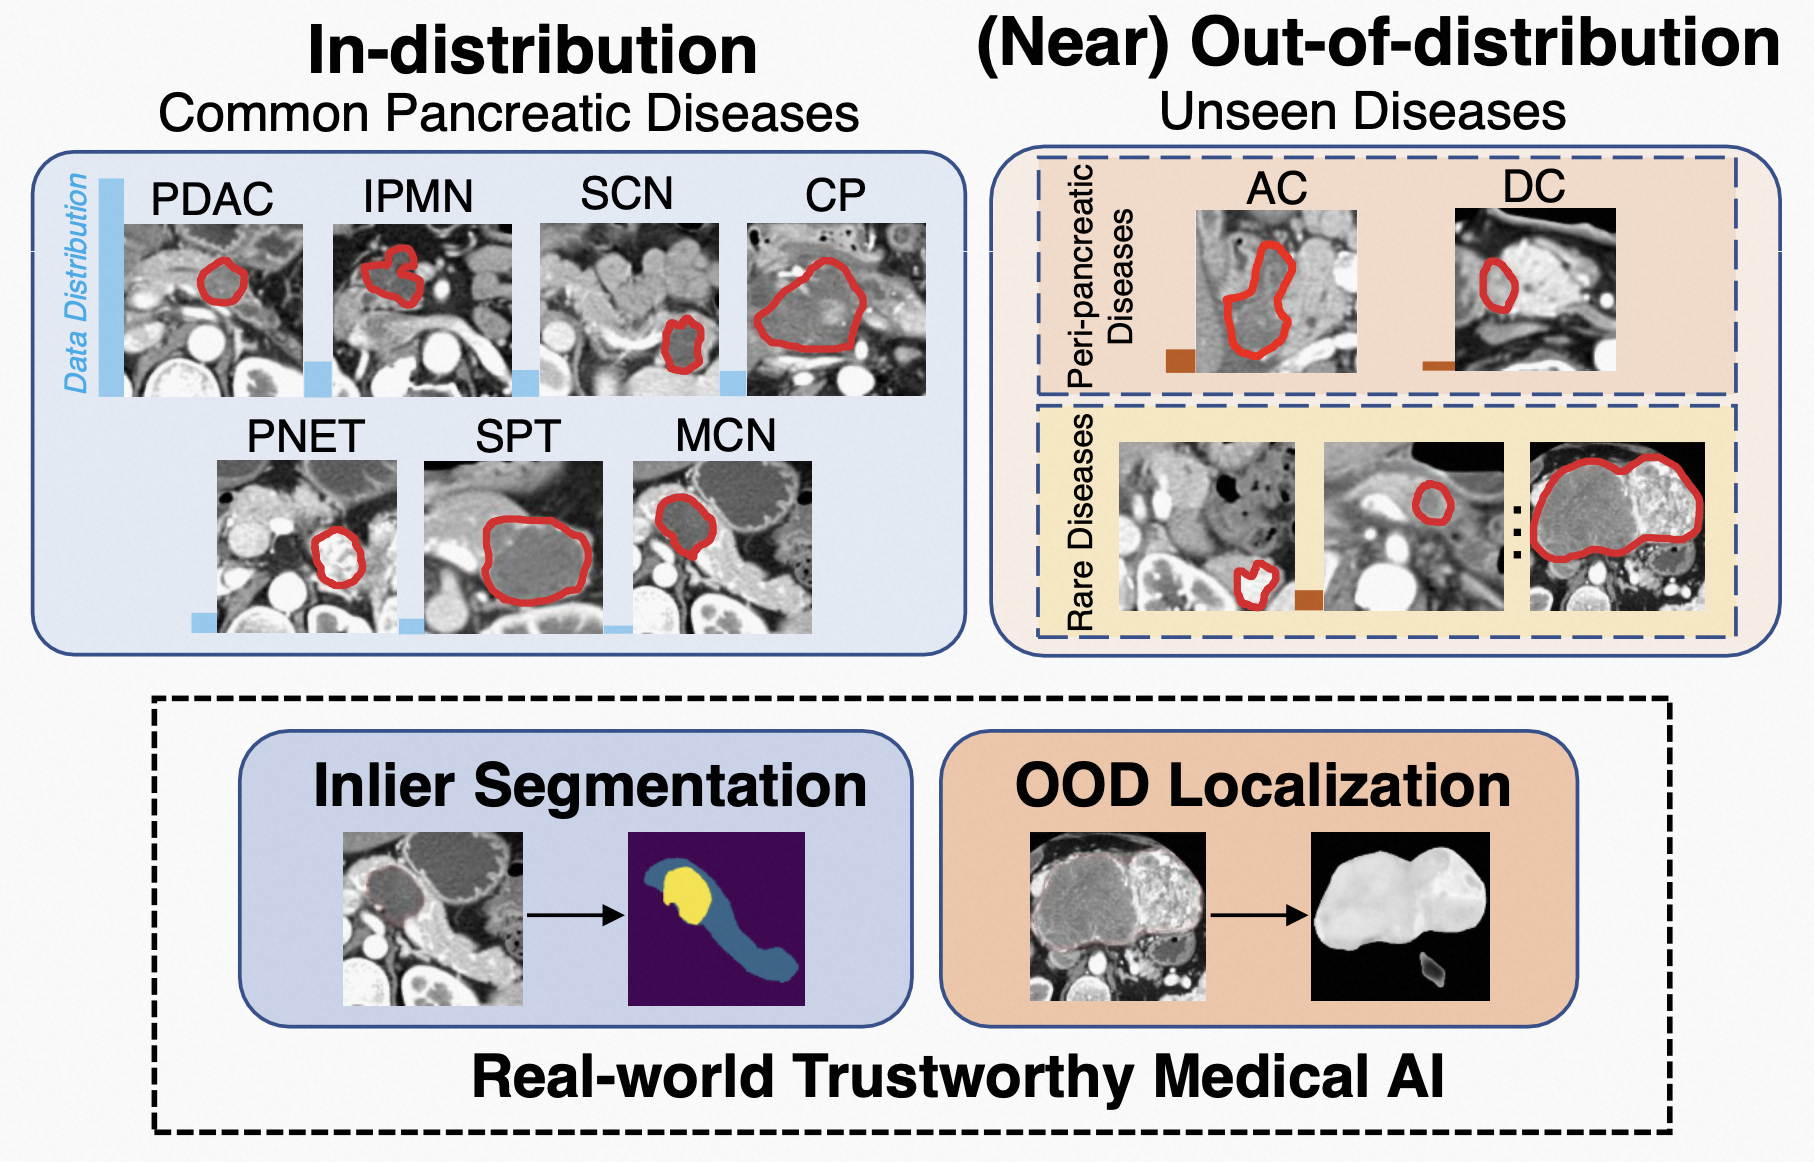 In-distribution
Common Pancreatic Diseases
Data Distribution
PDAC
IPMN
SCN
CP
PNET
SPT
MCN
(Near) Out-of-distribution
Unseen Diseases
Peri-pancreatic
Diseases
AC
DC
Rare Diseases
Inlier Segmentation
OOD Localization
Real-world Trustworthy Medical AI